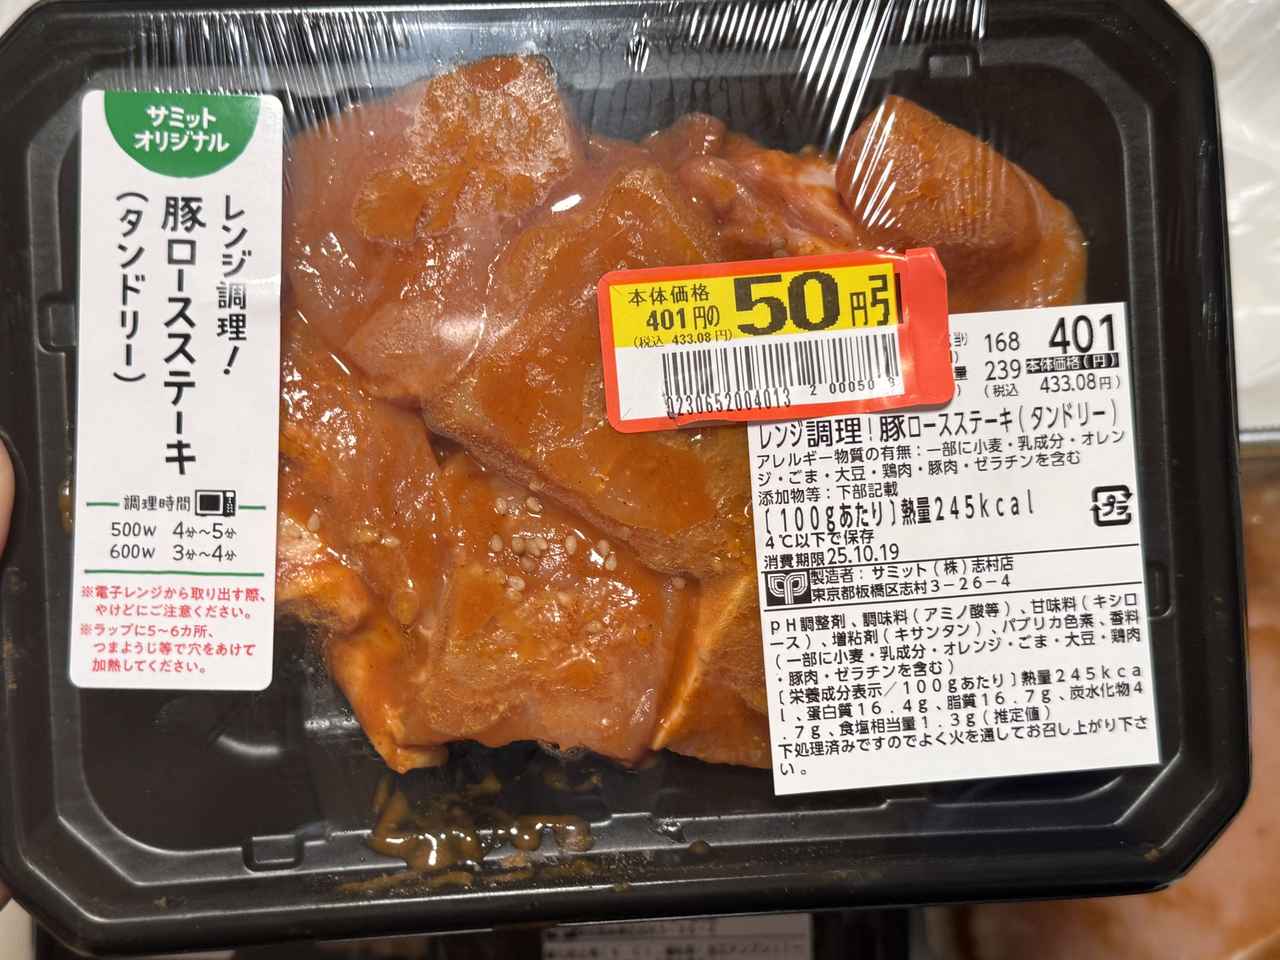 サミット
オリジナル
レンジ調理!
豚ロースステーキ
(タンドリー)
調理時間
500W 4分~5分
600W 3分~4分
※電子レンジから取り出す際、
やけどにご注意ください。
※ラップに5~6カ所、
つまようじ等で穴をあけて
加熱してください。
本体価格
401円の
50円引
(税込 433.08円)
0230652004013
2 00050 3
168
239
401
本体価格(円)
(税込 433.08円)
レンジ調理!豚ロースステーキ(タンドリー)
アレルギー物質の有無:一部に小麦・乳成分・オレン
ジ・ごま・大豆・鶏肉・豚肉・ゼラチンを含む
添加物等:下部記載
[100gあたり]熱量245kcal
4℃以下で保存
消費期限25.10.19
プラ
製造者:サミット(株)志村店
東京都板橋区志村3-26-4
pH調整剤、調味料(アミノ酸等)、甘味料(キシロ
ース)、増粘剤(キサンタン)、パプリカ色素、香料
(一部に小麦・乳成分・オレンジ・ごま・大豆・鶏肉
・豚肉・ゼラチンを含む)
[栄養成分表示/100gあたり]熱量245kca
l、蛋白質16.4g、脂質16.7g、炭水化物4
.7g、食塩相当量1.3g(推定値)
下処理済みですのでよく火を通してお召し上がり下さ
い。